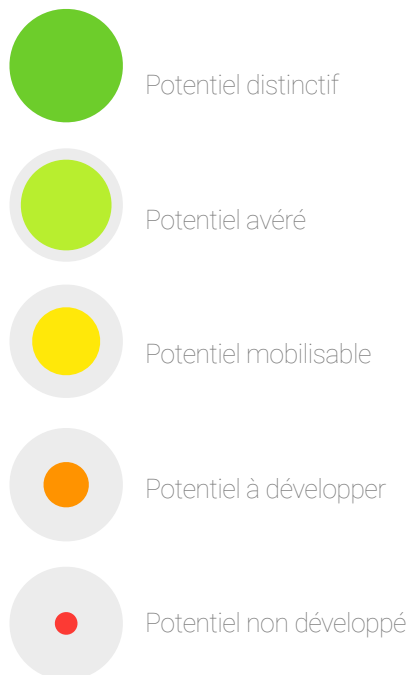 Potentiel distinctif
Potentiel avéré
Potentiel mobilisable
Potentiel à développer
Potentiel non développé